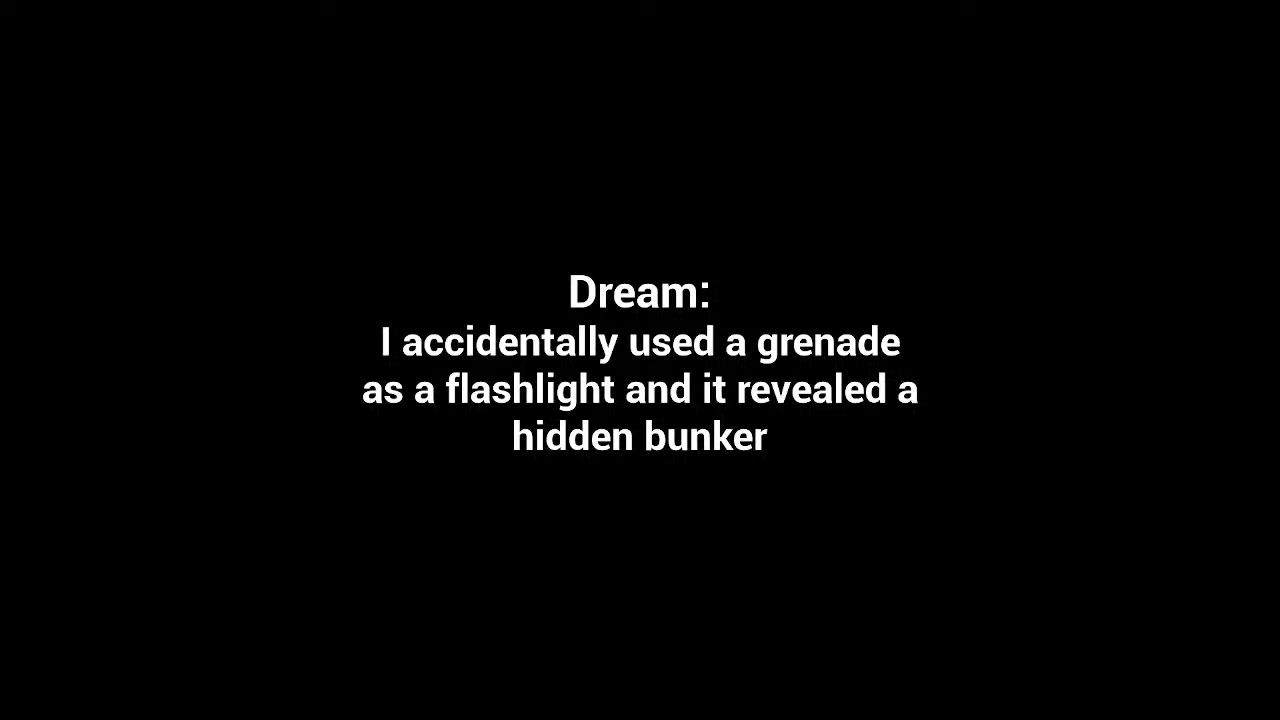 Dream:
I accidentally used a grenade
as a flashlight and it revealed a
hidden bunker